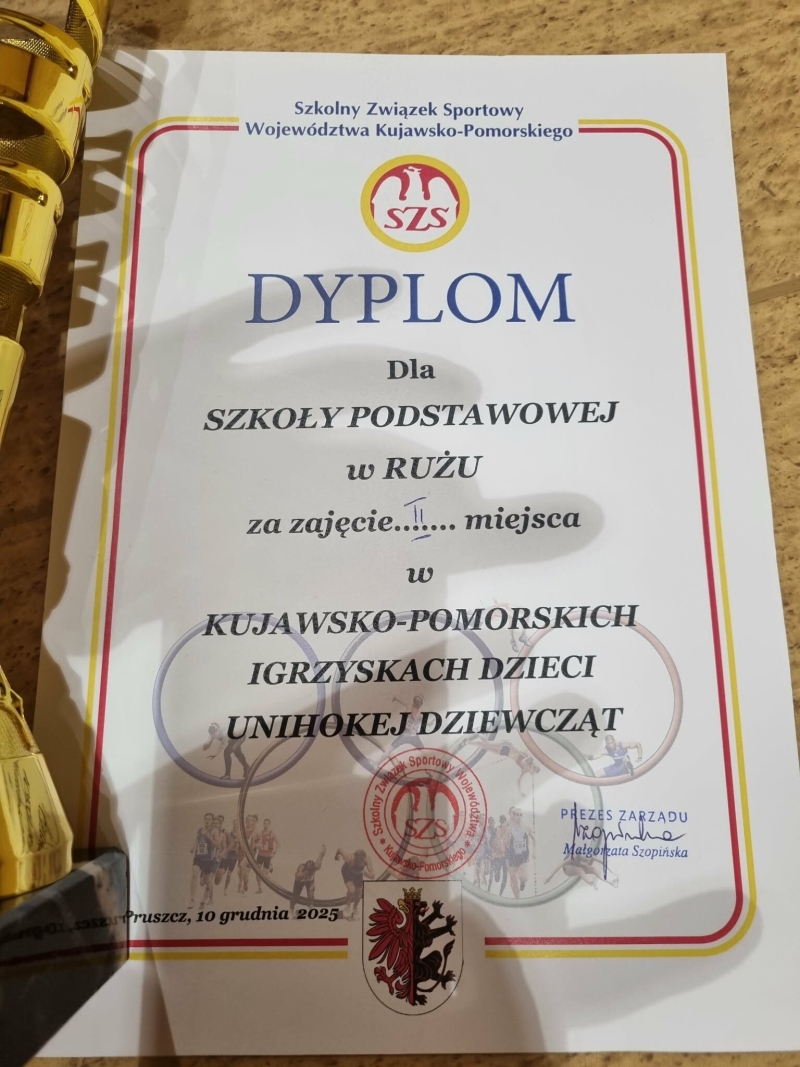 Szkolny Związek Sportowy
Województwa Kujawsko-Pomorskiego
SZS
DYPLOM
Dla
SZKOŁY PODSTAWOWEJ
w RUŻU
za zajęcie..II..... miejsca
w
KUJAWSKO-POMORSKICH
IGRZYSKACH DZIECI
UNIHOKEJ DZIEWCZĄT
Szkolny Związek Sportowy Województwa
Kujawsko-Pomorskiego
SZS
PREZES ZARZĄDU
Małgorzata Szopińska
Pruszcz, 10 grudnia 2025